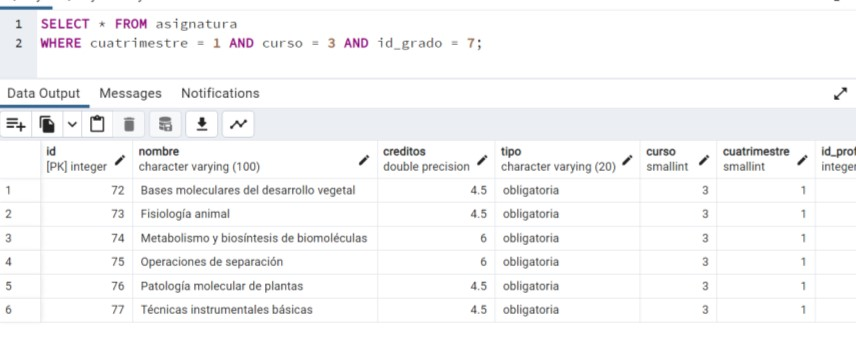 1 SELECT * FROM asignatura
2 WHERE cuatrimestre = 1 AND curso = 3 AND id_grado = 7;
Data Output Messages Notifications
id nombre creditos tipo curso cuatrimestre id_prof
[PK] integer character varying (100) double precision character varying (20) smallint smallint integer
1 72 Bases moleculares del desarrollo vegetal 4.5 obligatoria 3 1
2 73 Fisiología animal 4.5 obligatoria 3 1
3 74 Metabolismo y biosíntesis de biomoléculas 6 obligatoria 3 1
4 75 Operaciones de separación 6 obligatoria 3 1
5 76 Patología molecular de plantas 4.5 obligatoria 3 1
6 77 Técnicas instrumentales básicas 4.5 obligatoria 3 1